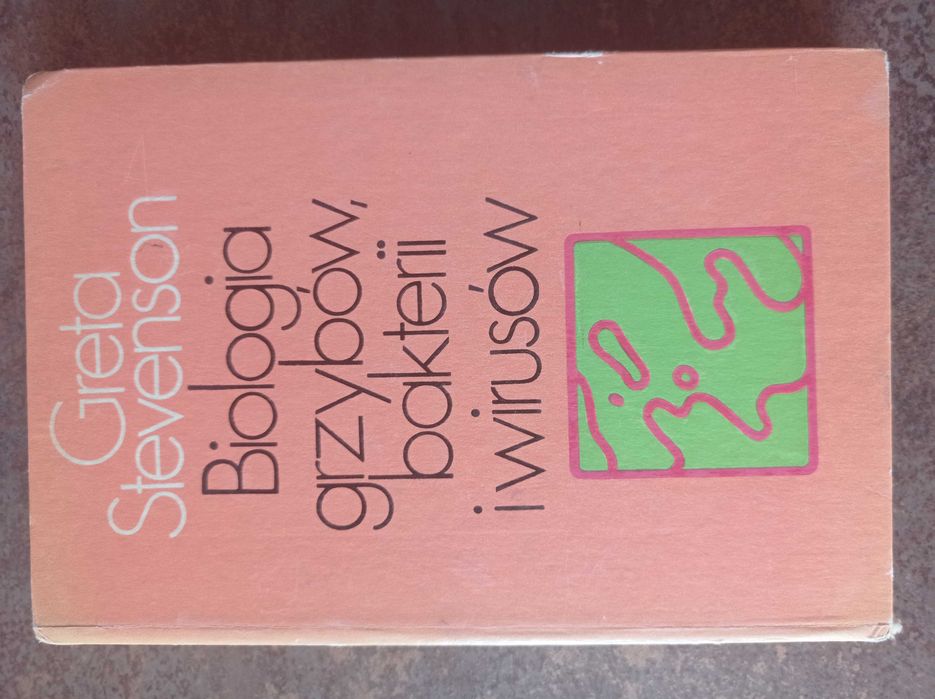 Greta
Stevenson
Biologia
grzybów,
bakterii
i wirusów